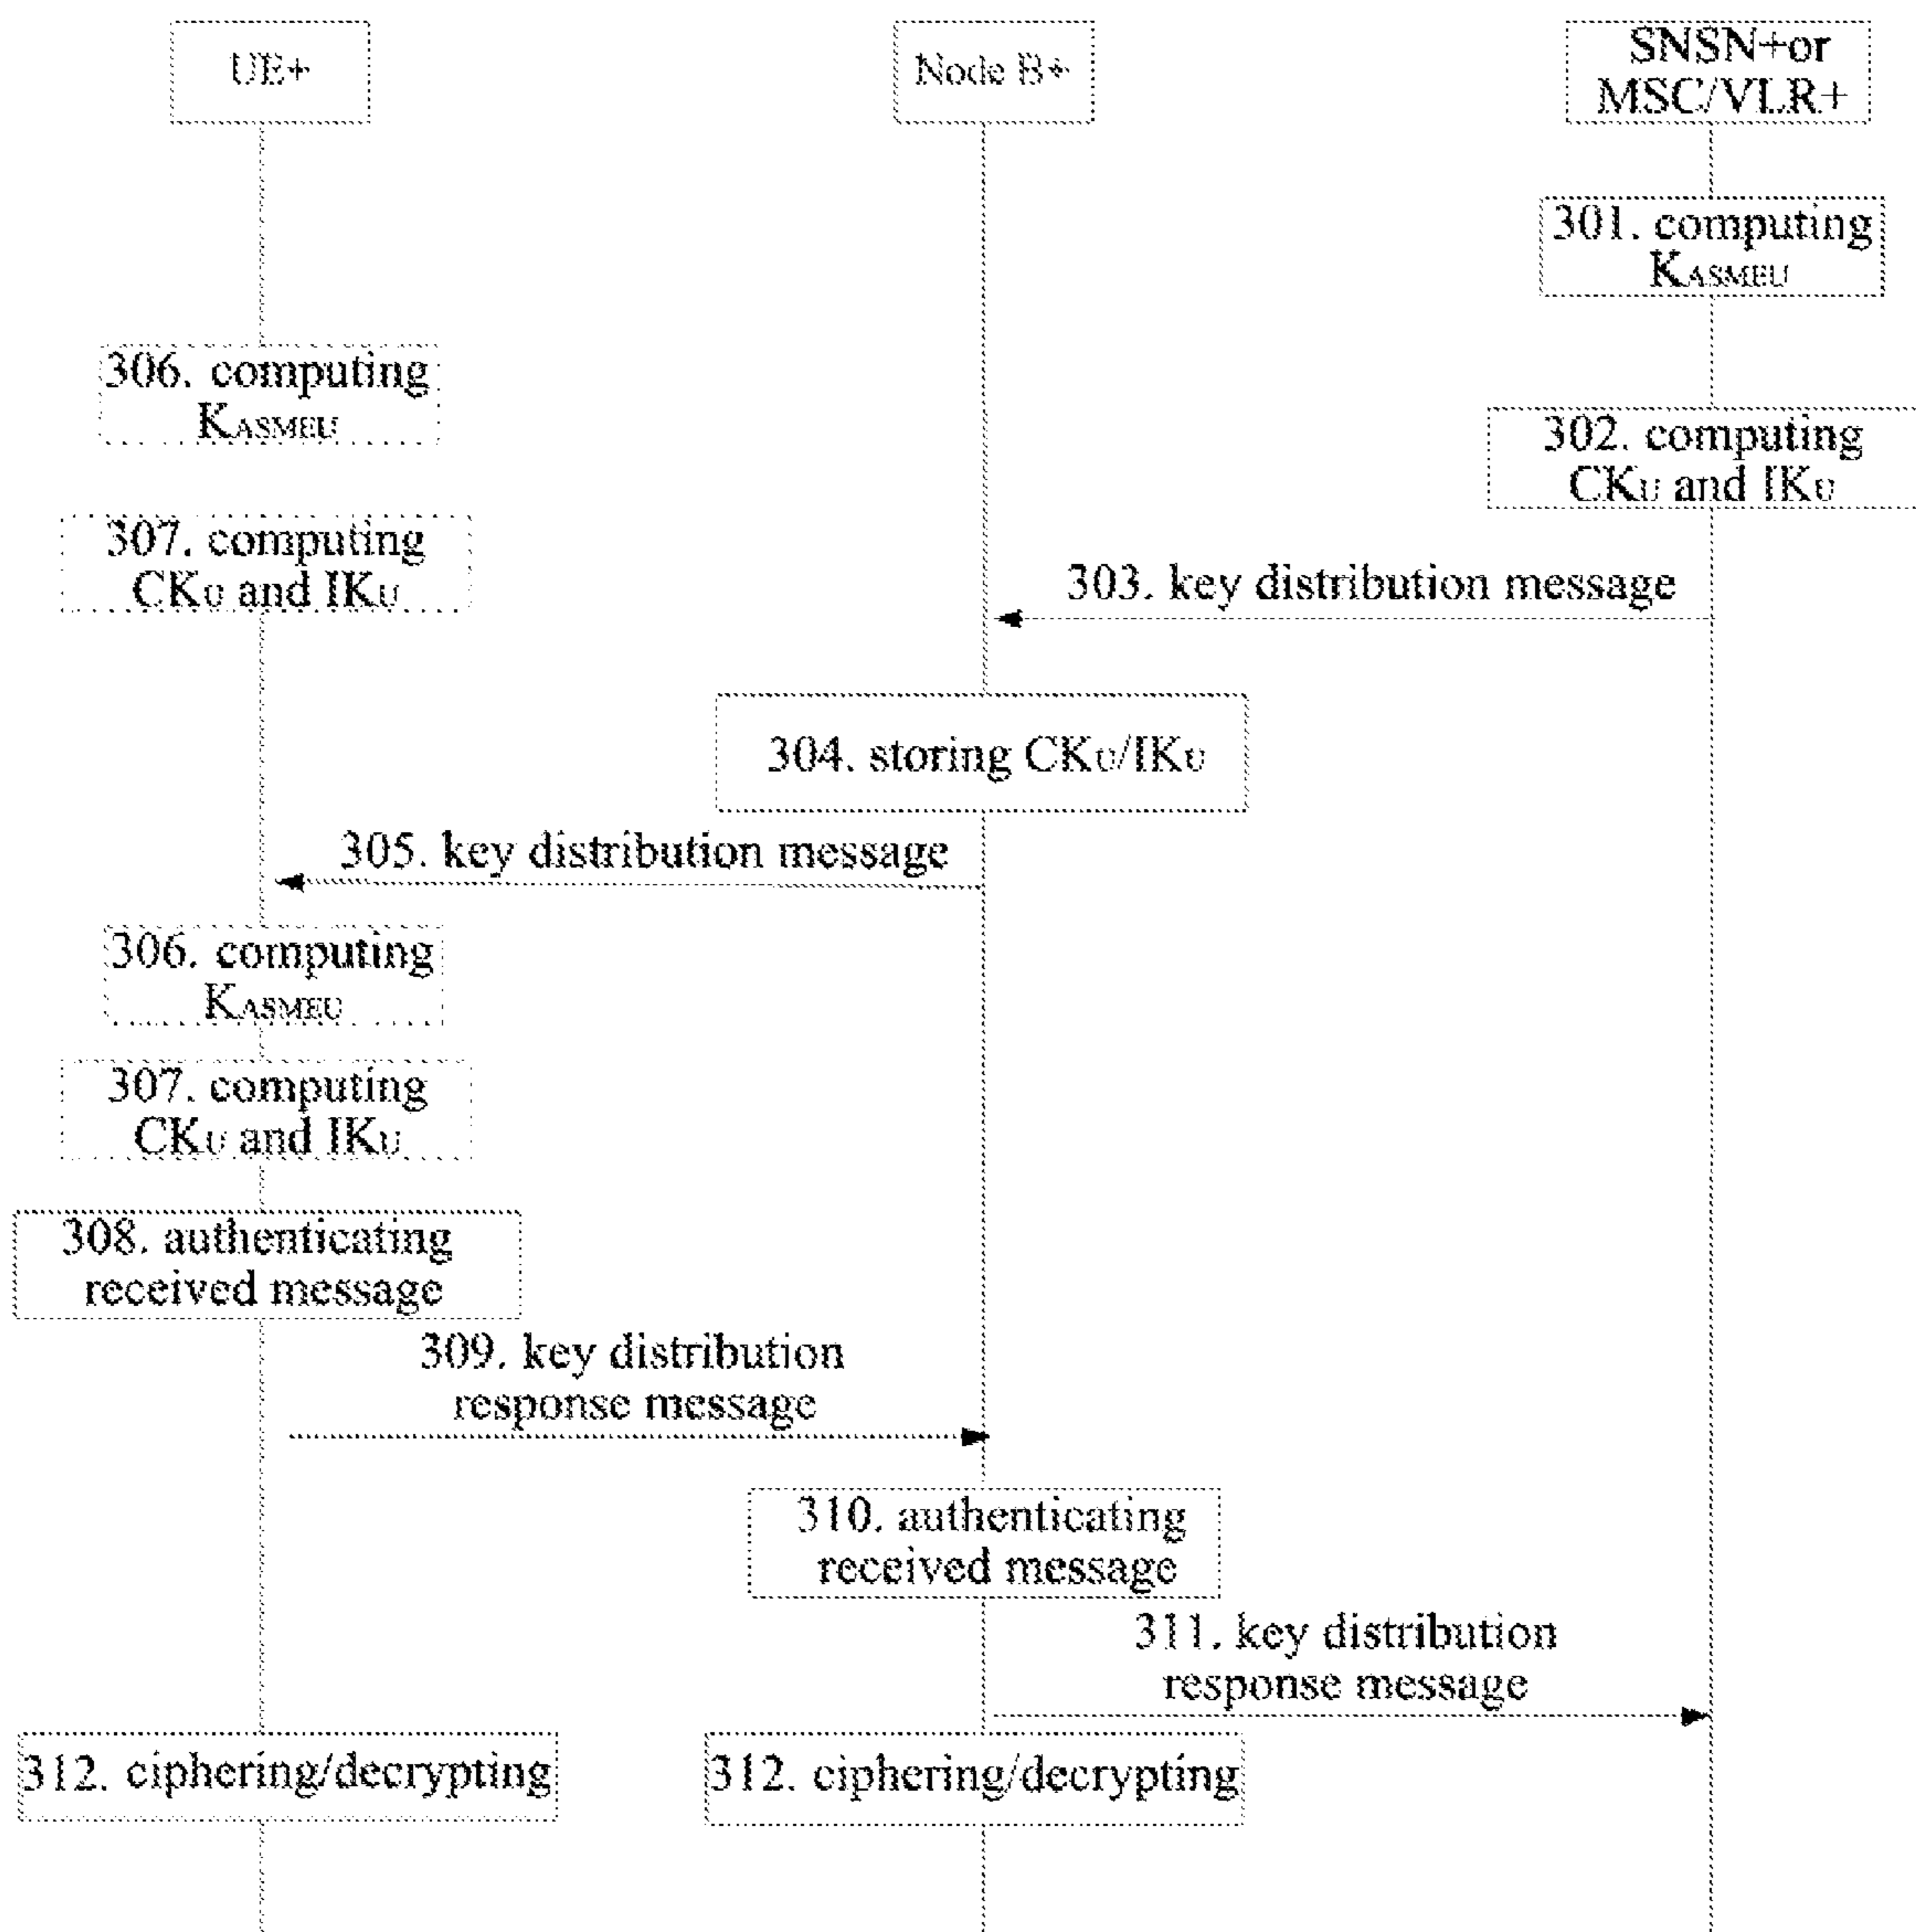 UE+
Node B+
SNSN+or
MSC/VLR+
301. computing
KASMEU
306. computing
KASMEU
302. computing
CKU and IKU
307. computing
CKU and IKU
303. key distribution message
304. storing CKU/IKU
305. key distribution message
306. computing
KASMEU
307. computing
CKU and IKU
308. authenticating
received message
309. key distribution
response message
310. authenticating
received message
311. key distribution
response message
312. ciphering/decrypting
312. ciphering/decrypting